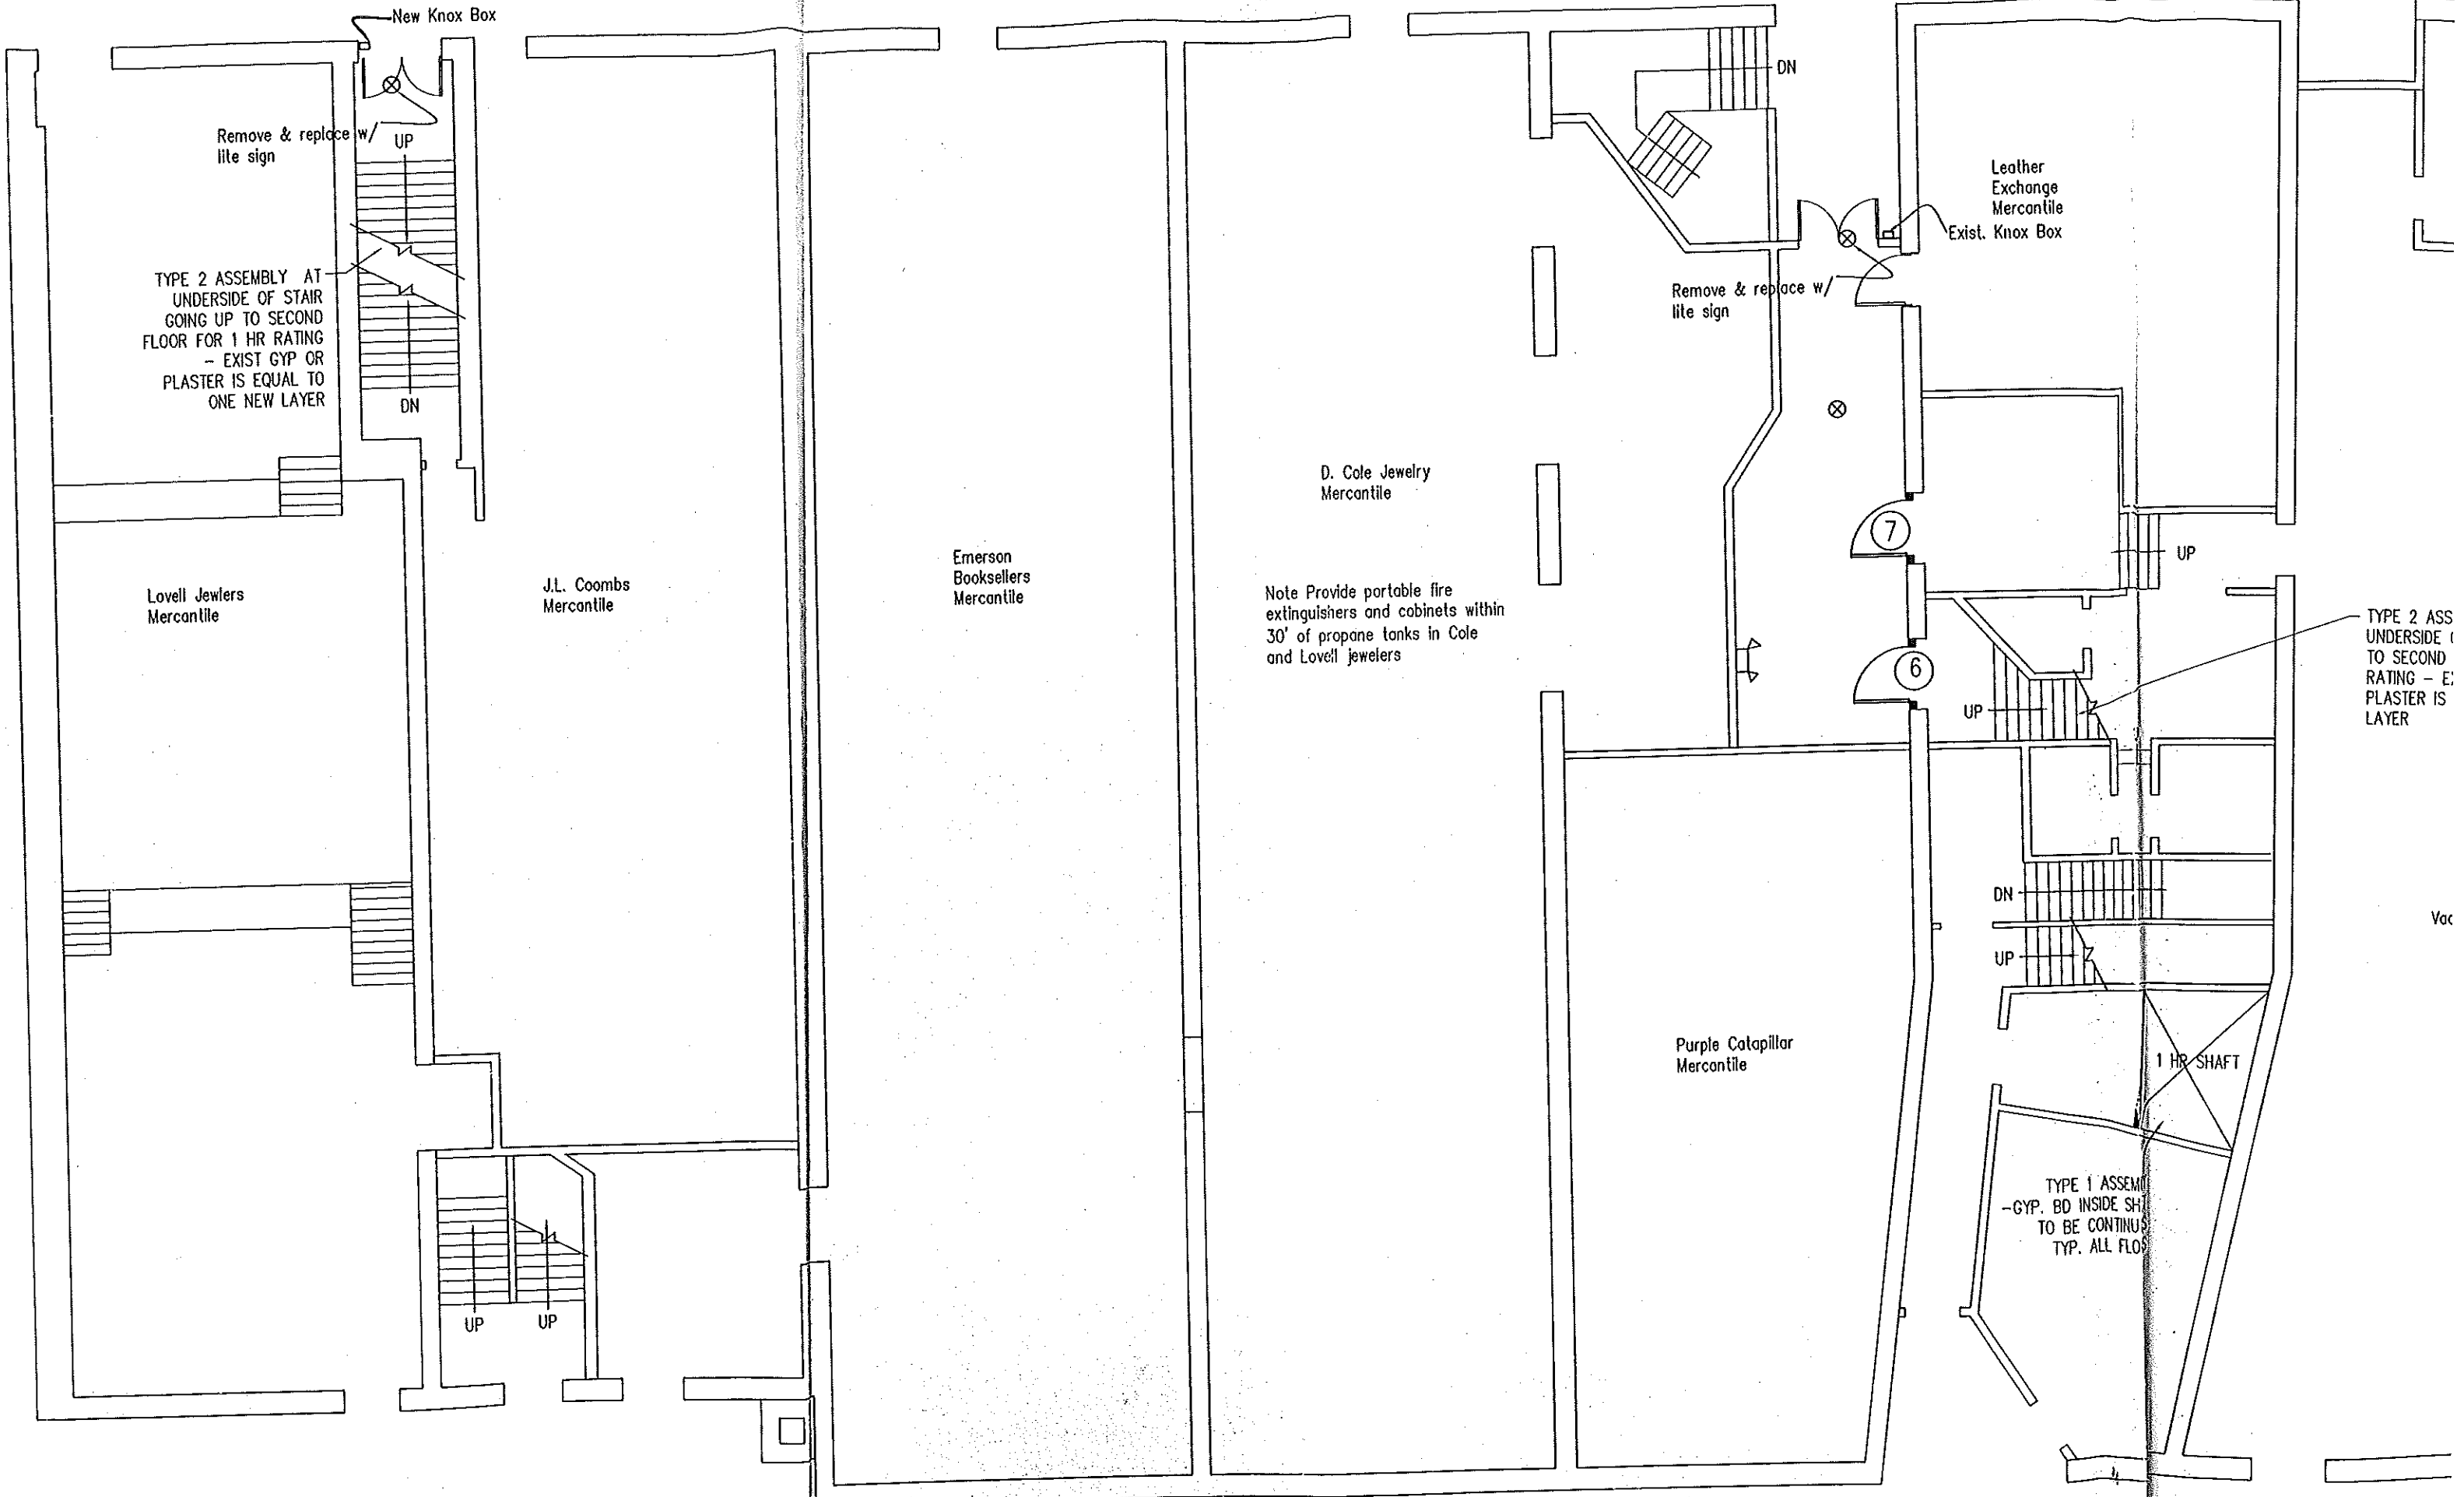 New Knox Box
Remove & replace w/
lite sign
UP
TYPE 2 ASSEMBLY AT
UNDERSIDE OF STAIR
GOING UP TO SECOND
FLOOR FOR 1 HR RATING
- EXIST GYP OR
PLASTER IS EQUAL TO
ONE NEW LAYER
DN
Lovell Jewlers
Mercantile
J.L. Coombs
Mercantile
UP
UP
Emerson
Booksellers
Mercantile
D. Cole Jewelry
Mercantile
Note Provide portable fire
extinguishers and cabinets within
30' of propane tanks in Cole
and Lovell jewelers
DN
Leather
Exchange
Mercantile
Exist. Knox Box
Remove & replace w/
lite sign
7
UP
6
UP
TYPE 2 ASS
UNDERSIDE
TO SECOND
RATING -
PLASTER IS
LAYER
DN
UP
Purple Catapillar
Mercantile
1 HR SHAFT
TYPE 1 ASSEM
-GYP. BD INSIDE SH
TO BE CONTINU
TYP. ALL FLO
Vac